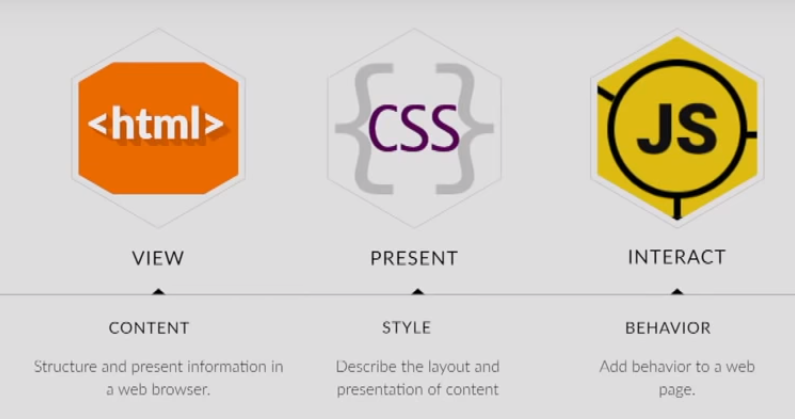 <html>
CSS
JS
VIEW
PRESENT
INTERACT
CONTENT
STYLE
BEHAVIOR
Structure and present information in
a web browser.
Describe the layout and
presentation of content
Add behavior to a web
page.